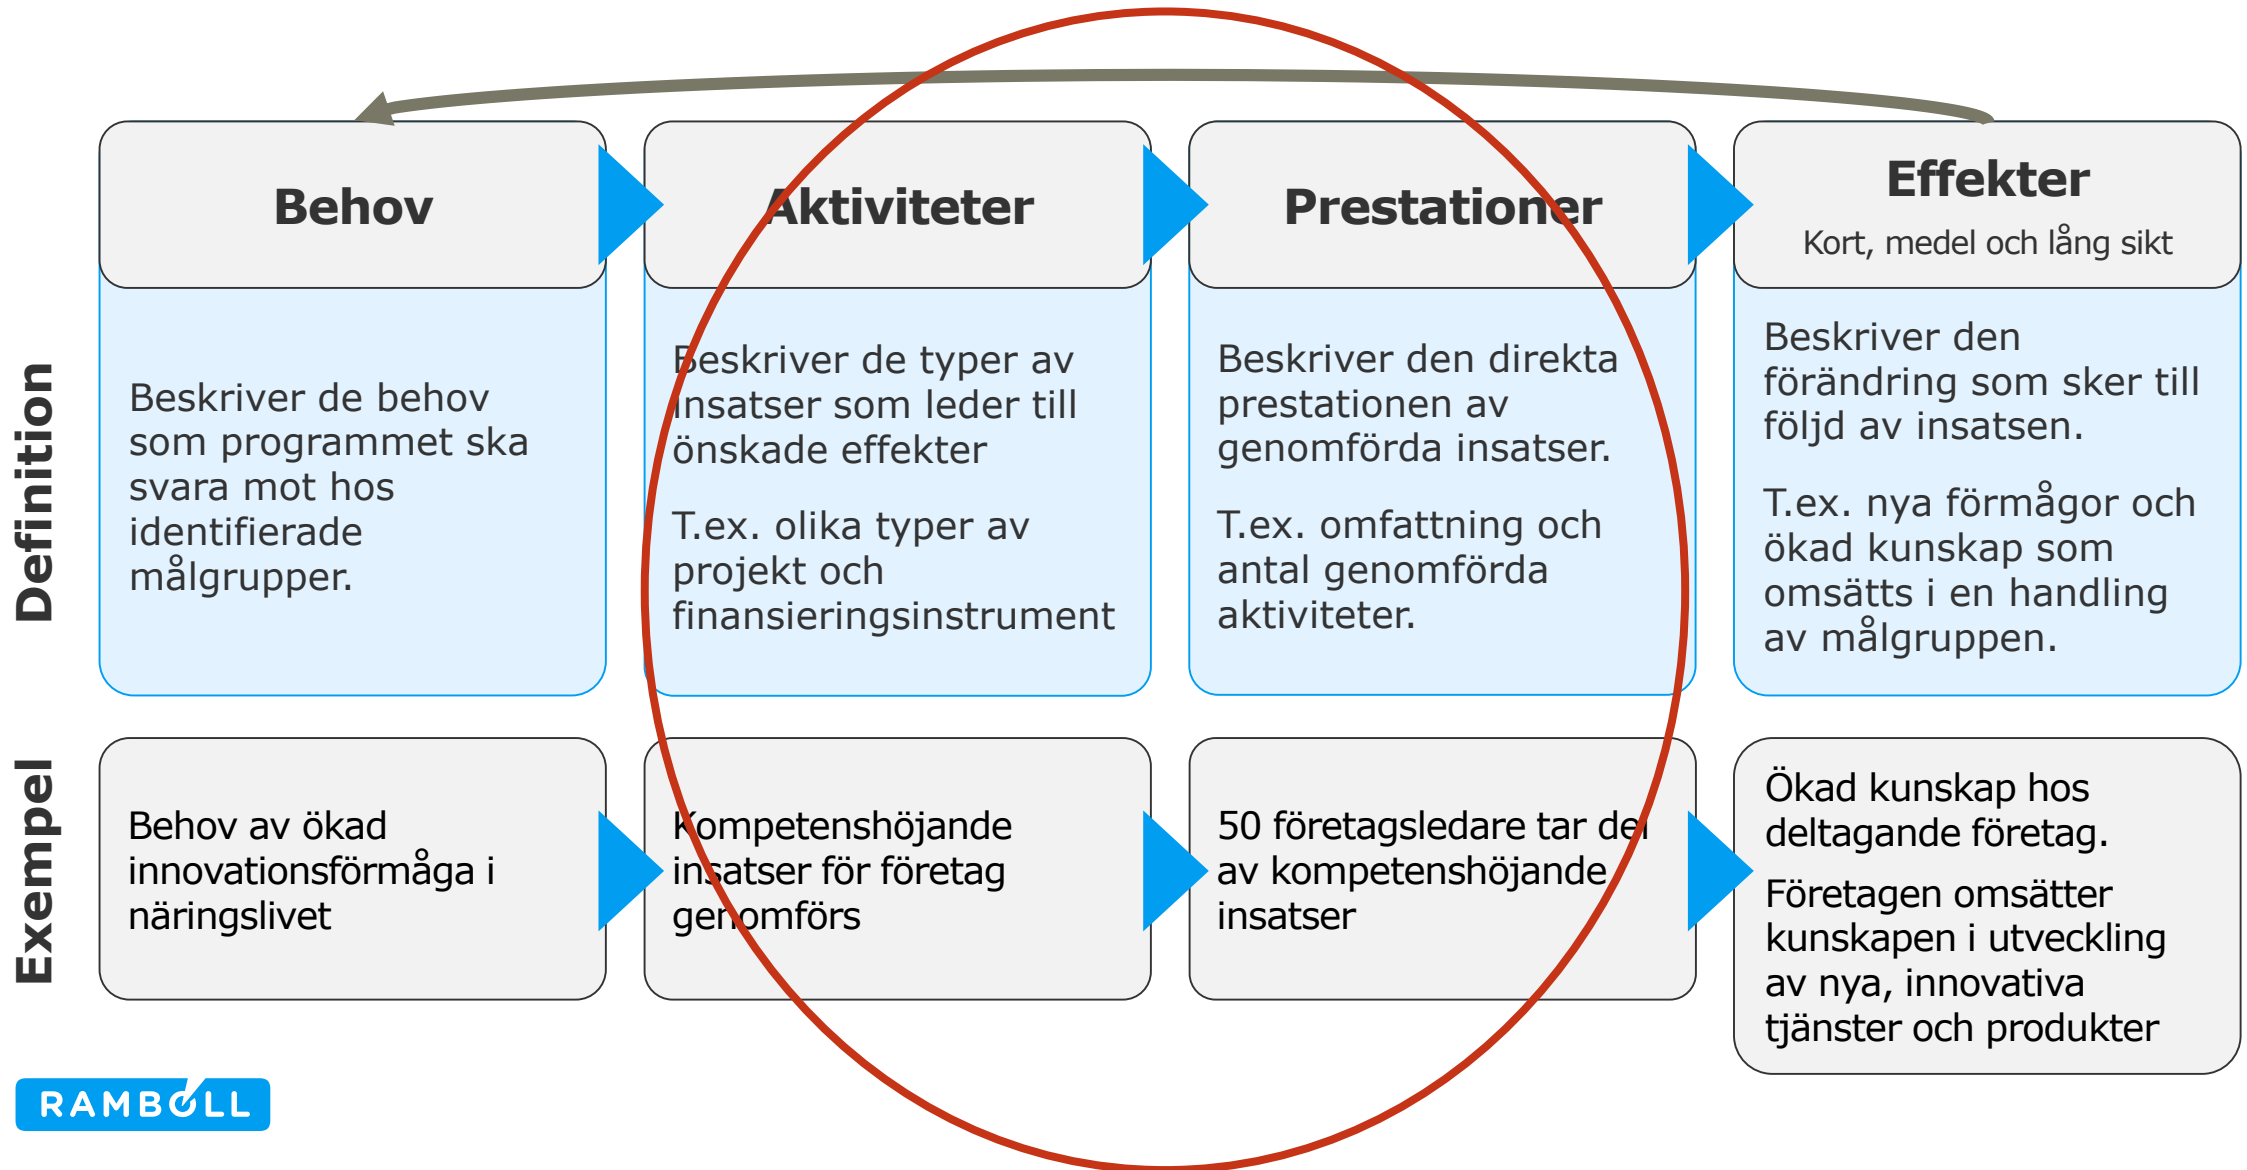 Behov
Aktiviteter
Prestationer
Effekter
Kort, medel och lång sikt
Definition
Beskriver de behov
som programmet ska
svara mot hos
identifierade
målgrupper.
Beskriver de typer av
insatser som leder till
önskade effekter
T.ex. olika typer av
projekt och
finansieringsinstrument
Beskriver den direkta
prestationen av
genomförda insatser.
T.ex. omfattning och
antal genomförda
aktiviteter.
Beskriver den
förändring som sker till
följd av insatsen.
T.ex. nya förmågor och
ökad kunskap som
omsätts i en handling
av målgruppen.
Exempel
Behov av ökad
innovationsförmåga i
näringslivet
Kompetenshöjande
insatser för företag
genomförs
50 företagsledare tar del
av kompetenshöjande
insatser
Ökad kunskap hos
deltagande företag.
Företagen omsätter
kunskapen i utveckling
av nya, innovativa
tjänster och produkter
RAMBOLL